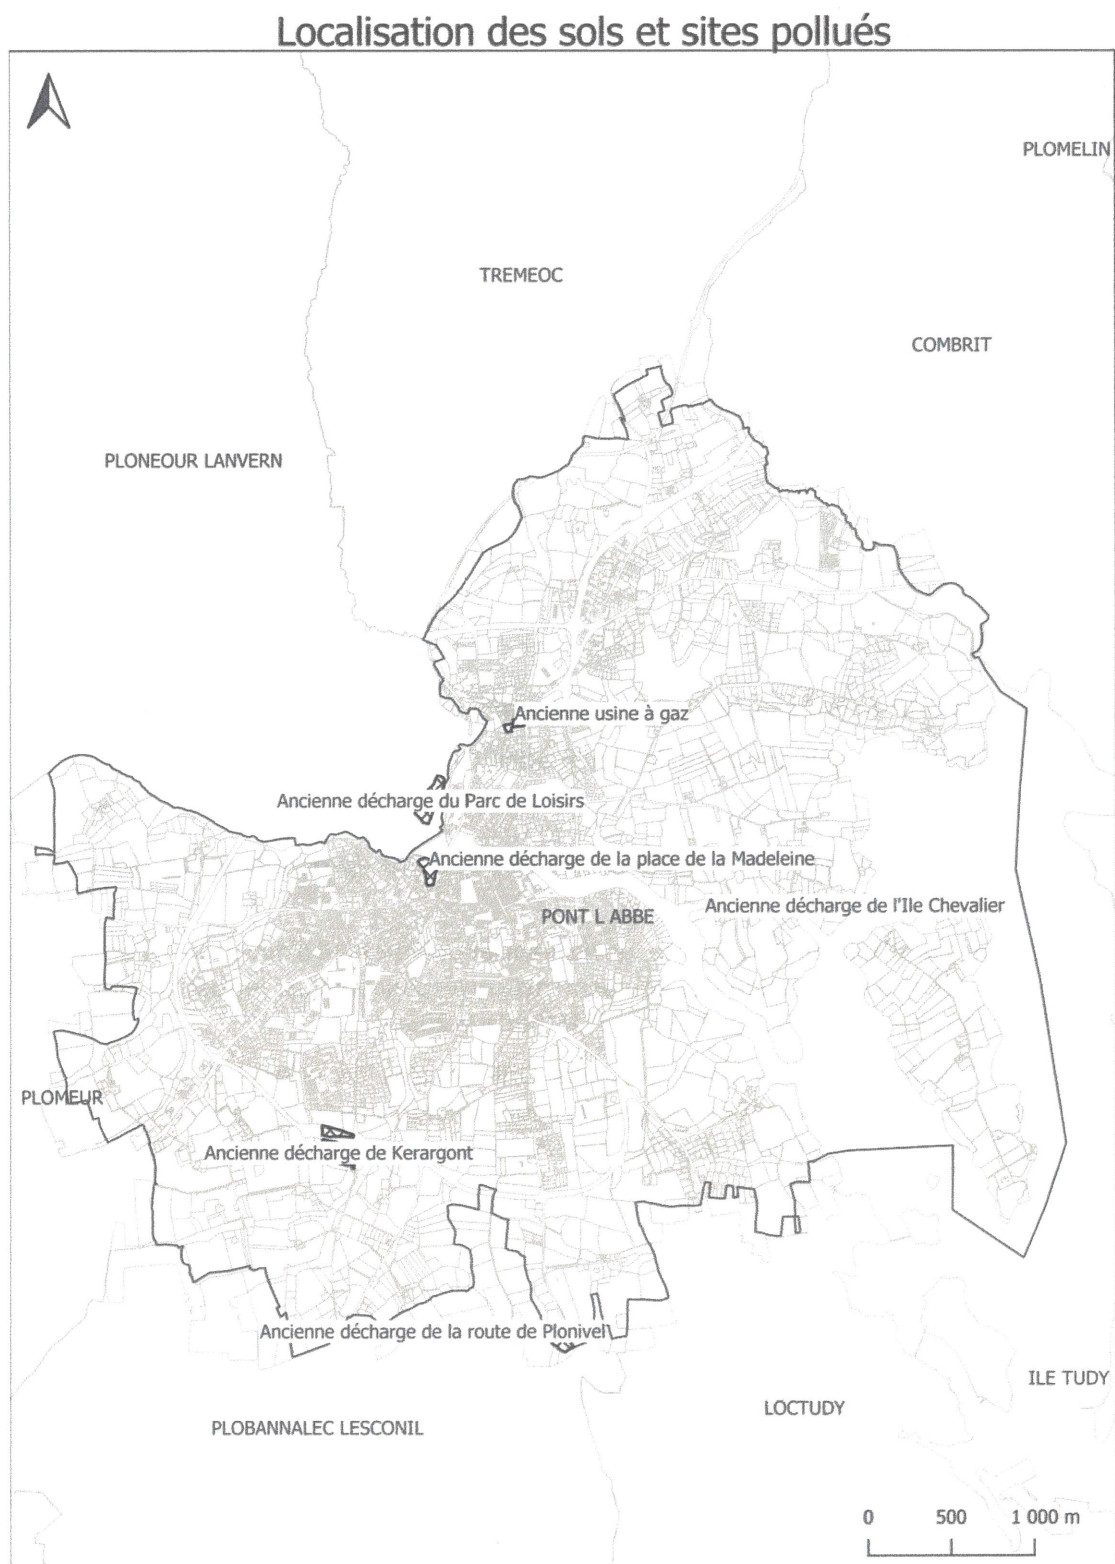 Localisation des sols et sites pollués
PLOMELIN
TREMEOC
COMBRIT
PLONEOUR LANVERN
Ancienne usine à gaz
Ancienne décharge du Parc de Loisirs
Ancienne décharge de la place de la Madeleine
Ancienne décharge de l'Ile Chevalier
PONT L ABBE
PLOMEUR
Ancienne décharge de Kerargont
Ancienne décharge de la route de Plonivel
ILE TUDY
LOCTUDY
PLOBANNALEC LESCONIL
0 500 1 000 m